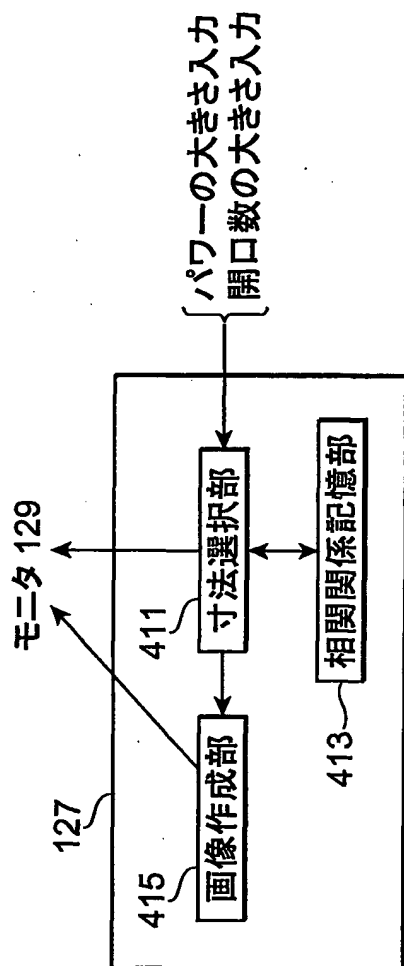 モニタ 129
127
415
画像作成部
411
寸法選択部
パワーの大きさ入力
開口数の大きさ入力
413
相関関係記憶部